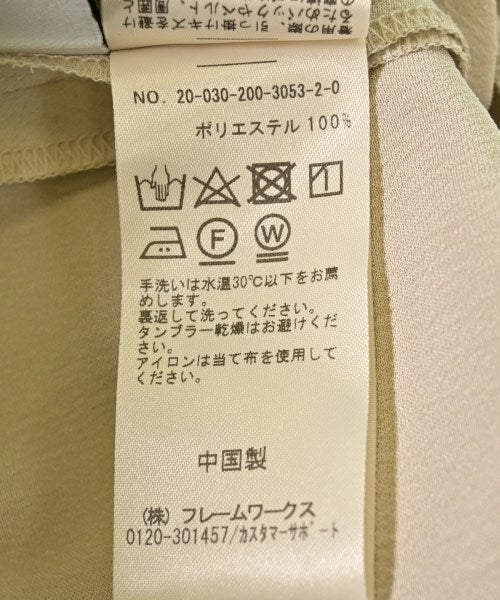 NO. 20-030-200-3053-2-0
ポリエステル 100%
F W
手洗いは水温30℃以下をお薦
めします。
裏返して洗ってください。
タンブラー乾燥はお避けくださ
さい。
アイロンは当て布を使用して
ください。
中国製
(株) フレームワークス
0120-301457/カスタマーサポート